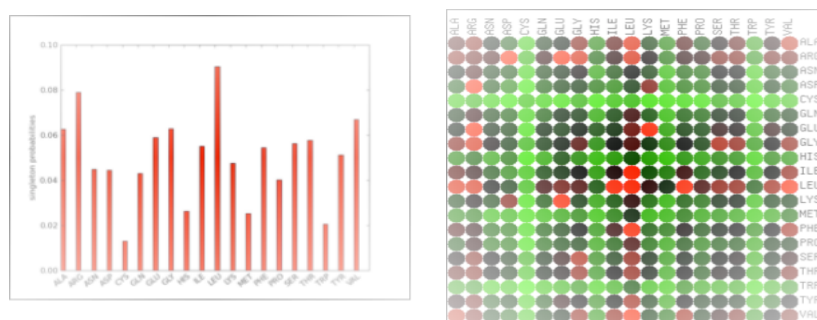 0.10
0.08
0.06
0.04
0.02
0.00
singleton probabilities
ALA ARG ASN ASP CYS GLN GLU GLY HIS ILE LEU LYS MET PHE PRO SER THR TRP TYR VAL
ALA ARG ASN ASP CYS GLN GLU GLY HIS ILE LEU LYS MET PHE PRO SER THR TRP TYR VAL
ALA
ARG
ASN
ASP
CYS
GLN
GLU
GLY
HIS
ILE
LEU
LYS
MET
PHE
PRO
SER
THR
TRP
TYR
VAL